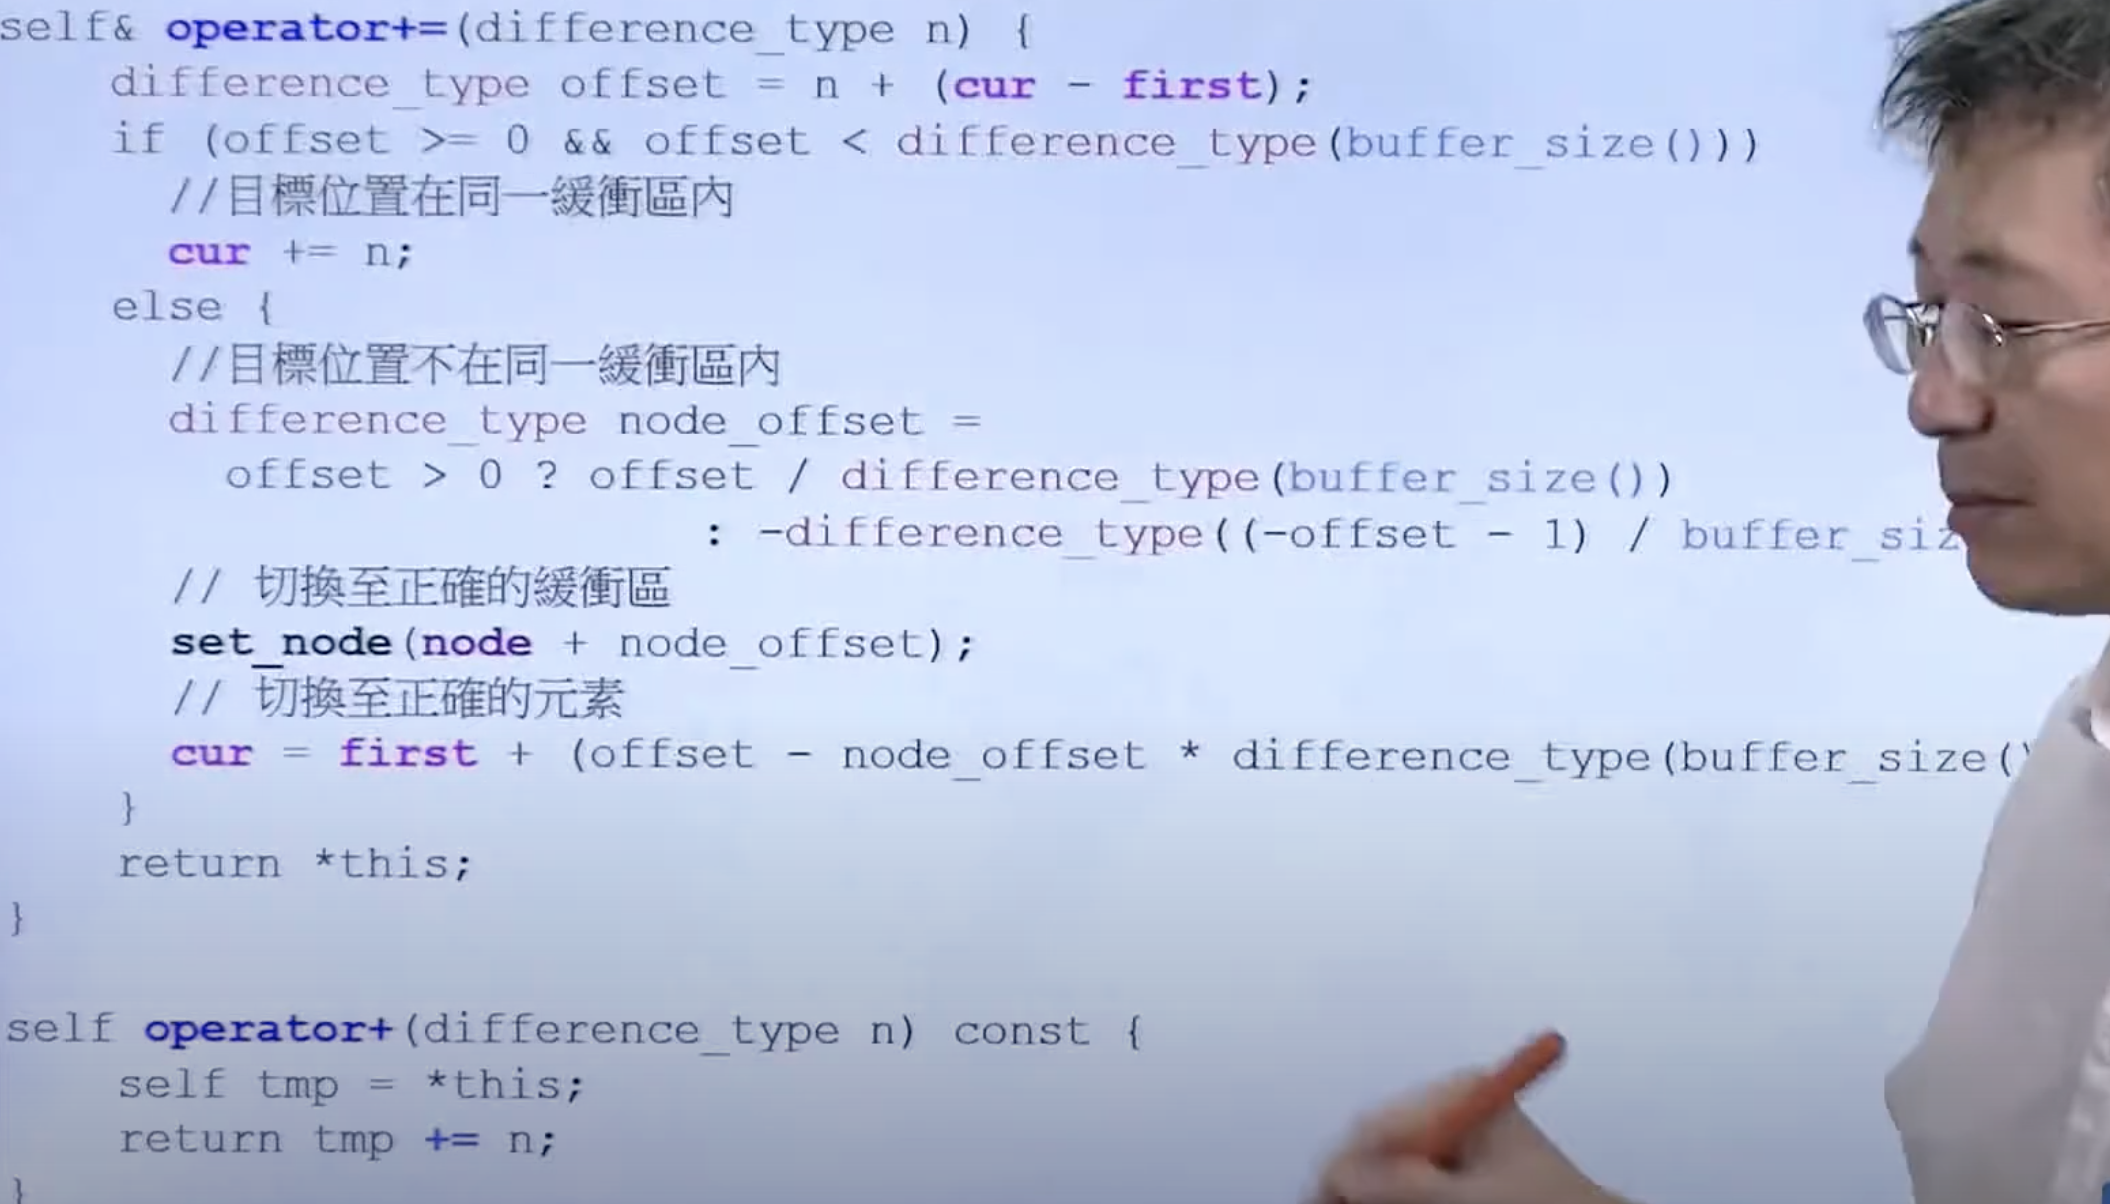 self& operator+=(difference_type n) {
difference_type offset = n + (cur - first);
if (offset >= 0 && offset < difference_type(buffer_size()))
//目標位置在同一緩衝區內
cur += n;
else {
//目標位置不在同一緩衝區內
difference_type node_offset =
offset > 0 ? offset / difference_type(buffer_size())
: -difference_type((-offset - 1) / buffer_siz
// 切換至正確的緩衝區
set_node(node + node_offset);
// 切換至正確的元素
cur = first + (offset - node_offset * difference_type(buffer_size(
}
return *this;
}
self operator+(difference_type n) const {
self tmp = *this;
return tmp += n;
}